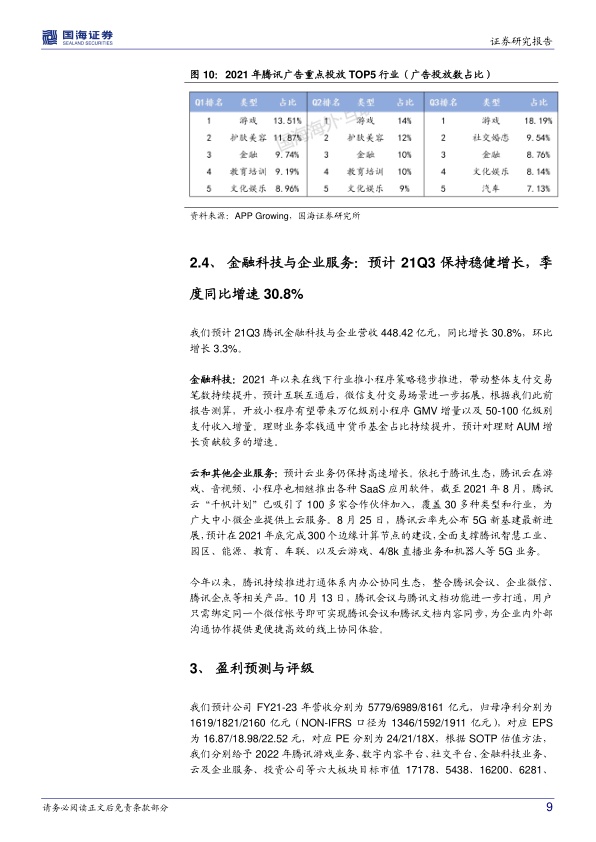 国海证券
SEALAND SECURITIES
证券研究报告
图 10：2021 年腾讯广告重点投放 TOP5 行业（广告投放数占比）
Q1排名 类型 占比 Q2排名 类型 占比 Q3排名 类型 占比
1 游戏 13.51% 1 游戏 14% 1 游戏 18.19%
2 护肤美容 11.87% 2 护肤美容 12% 2 社交婚恋 9.54%
3 金融 9.74% 3 金融 10% 3 金融 8.76%
4 教育培训 9.19% 4 教育培训 10% 4 文化娱乐 8.14%
5 文化娱乐 8.96% 5 文化娱乐 9% 5 汽车 7.13%
国海海外互
资料来源：APP Growing，国海证券研究所
2.4、 金融科技与企业服务：预计 21Q3 保持稳健增长，季
度同比增速 30.8%
我们预计 21Q3 腾讯金融科技与企业营收 448.42 亿元，同比增长 30.8%，环比
增长 3.3%。
金融科技：2021 年以来在线下行业推小程序策略稳步推进，带动整体支付交易
笔数持续提升，预计互联互通后，微信支付交易场景进一步拓展，根据我们此前
报告测算，开放小程序有望带来万亿级别小程序 GMV 增量以及 50-100 亿级别
支付收入增量。理财业务零钱通中货币基金占比持续提升，预计对理财 AUM 增
长贡献较多的增速。
云和其他企业服务：预计云业务仍保持高速增长。依托于腾讯生态，腾讯云在游
戏、音视频、小程序也相继推出各种 SaaS 应用软件，截至 2021 年 8 月，腾讯
云“千帆计划”已吸引了 100 多家合作伙伴加入，覆盖 30 多种类型和行业，为
广大中小微企业提供上云服务。8 月 25 日，腾讯云率先公布 5G 新基建最新进
展，预计在 2021 年底完成 300 个边缘计算节点的建设，全面支撑腾讯智慧工业、
园区、能源、教育、车联、以及云游戏、4/8k 直播业务和机器人等 5G 业务。
今年以来，腾讯持续推进打通体系内办公协同生态，整合腾讯会议、企业微信、
腾讯企点等相关产品。10 月 13 日，腾讯会议与腾讯文档功能进一步打通，用户
只需绑定同一个微信帐号即可实现腾讯会议和腾讯文档内容同步，为企业内外部
沟通协作提供更便捷高效的线上协同体验。
3、 盈利预测与评级
我们预计公司 FY21-23 年营收分别为 5779/6989/8161 亿元，归母净利分别为
1619/1821/2160 亿元（NON-IFRS 口径为 1346/1592/1911 亿元），对应 EPS
为 16.87/18.98/22.52 元，对应 PE 分别为 24/21/18X，根据 SOTP 估值方法，
我们分别给予 2022 年腾讯游戏业务、数字内容平台、社交平台、金融科技业务、
云及企业服务、投资公司等六大板块目标市值 17178、5438、16200、6281、
请务必阅读正文后免责条款部分
9